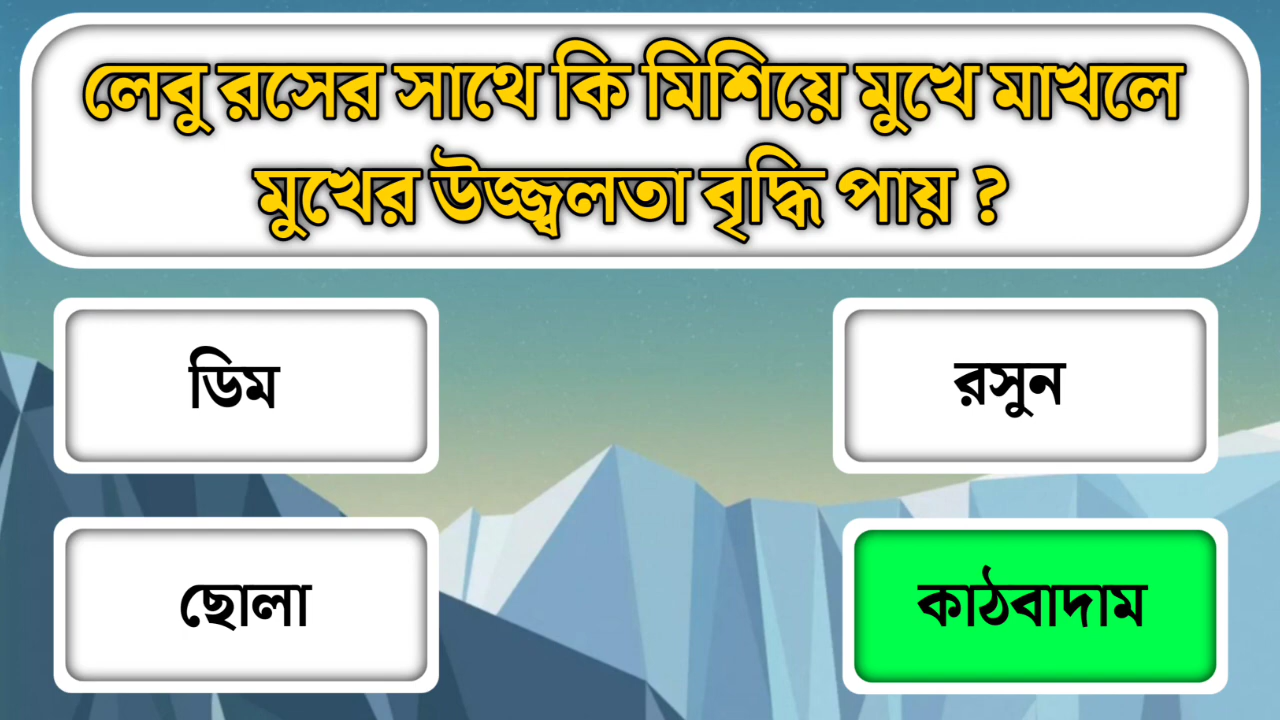 লেবু রসের সাথে কি মিশিয়ে মুখে মাখলে
মুখের উজ্জ্বলতা বৃদ্ধি পায় ?
ডিম
রসুন
ছোলা
কাঠবাদাম